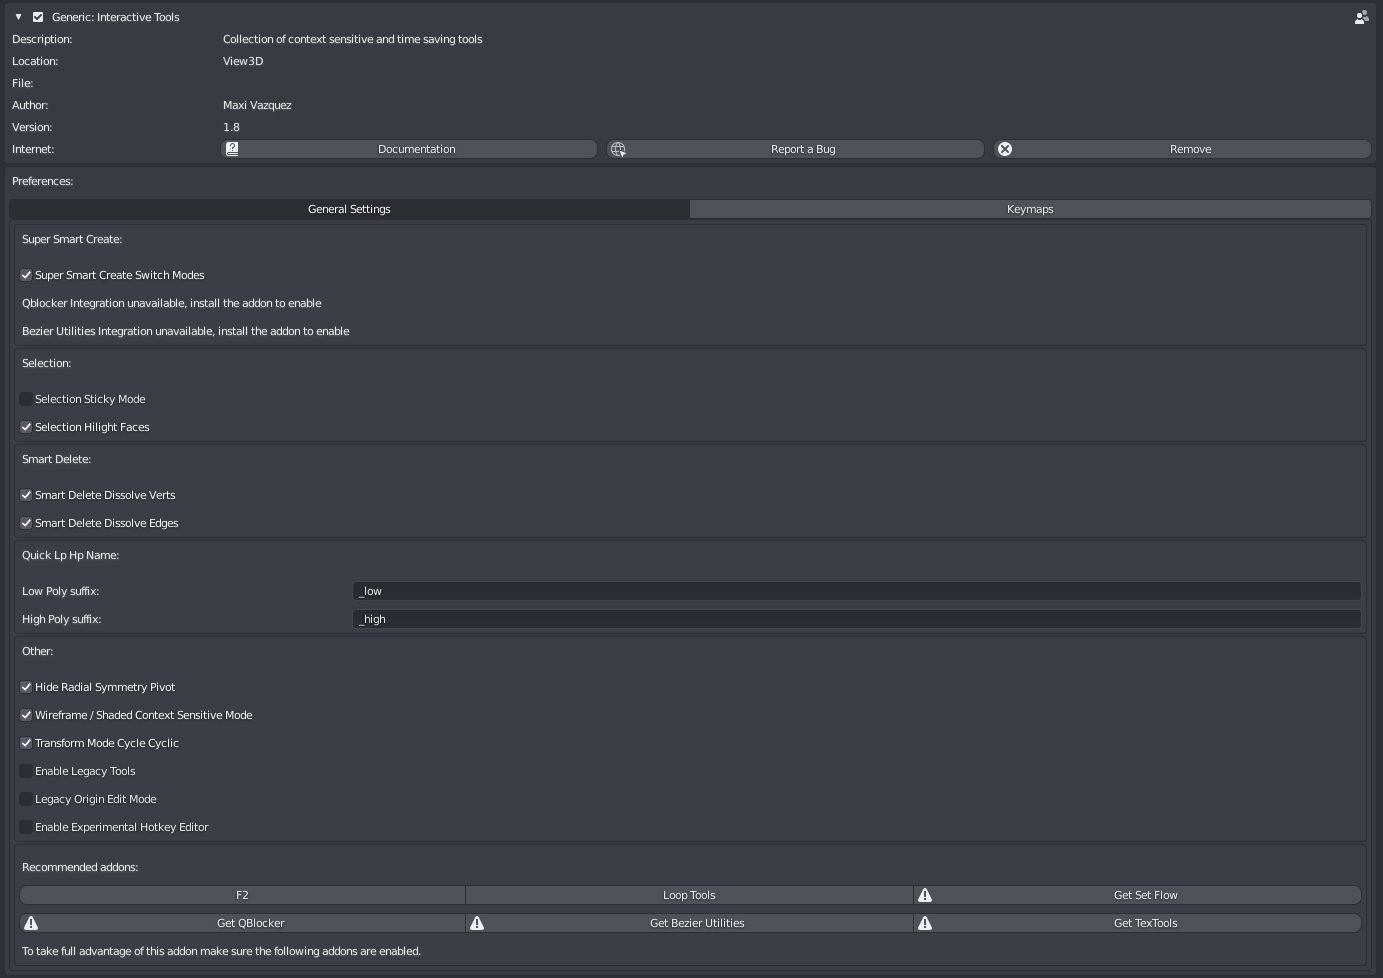 Generic: Interactive Tools
Description: Collection of context sensitive and time saving tools
Location: View3D
File:
Author: Maxi Vazquez
Version: 1.8
Internet: Documentation Report a Bug Remove
Preferences:
General Settings Keymaps
Super Smart Create:
Super Smart Create Switch Modes
Qblocker Integration unavailable, install the addon to enable
Bezier Utilities Integration unavailable, install the addon to enable
Selection:
Selection Sticky Mode
Selection Hilight Faces
Smart Delete:
Smart Delete Dissolve Verts
Smart Delete Dissolve Edges
Quick Lp Hp Name:
Low Poly suffix: _low
High Poly suffix: _high
Other:
Hide Radial Symmetry Pivot
Wireframe / Shaded Context Sensitive Mode
Transform Mode Cycle Cyclic
Enable Legacy Tools
Legacy Origin Edit Mode
Enable Experimental Hotkey Editor
Recommended addons:
F2 Loop Tools Get Set Flow
Get QBlocker Get Bezier Utilities Get TexTools
To take full advantage of this addon make sure the following addons are enabled.